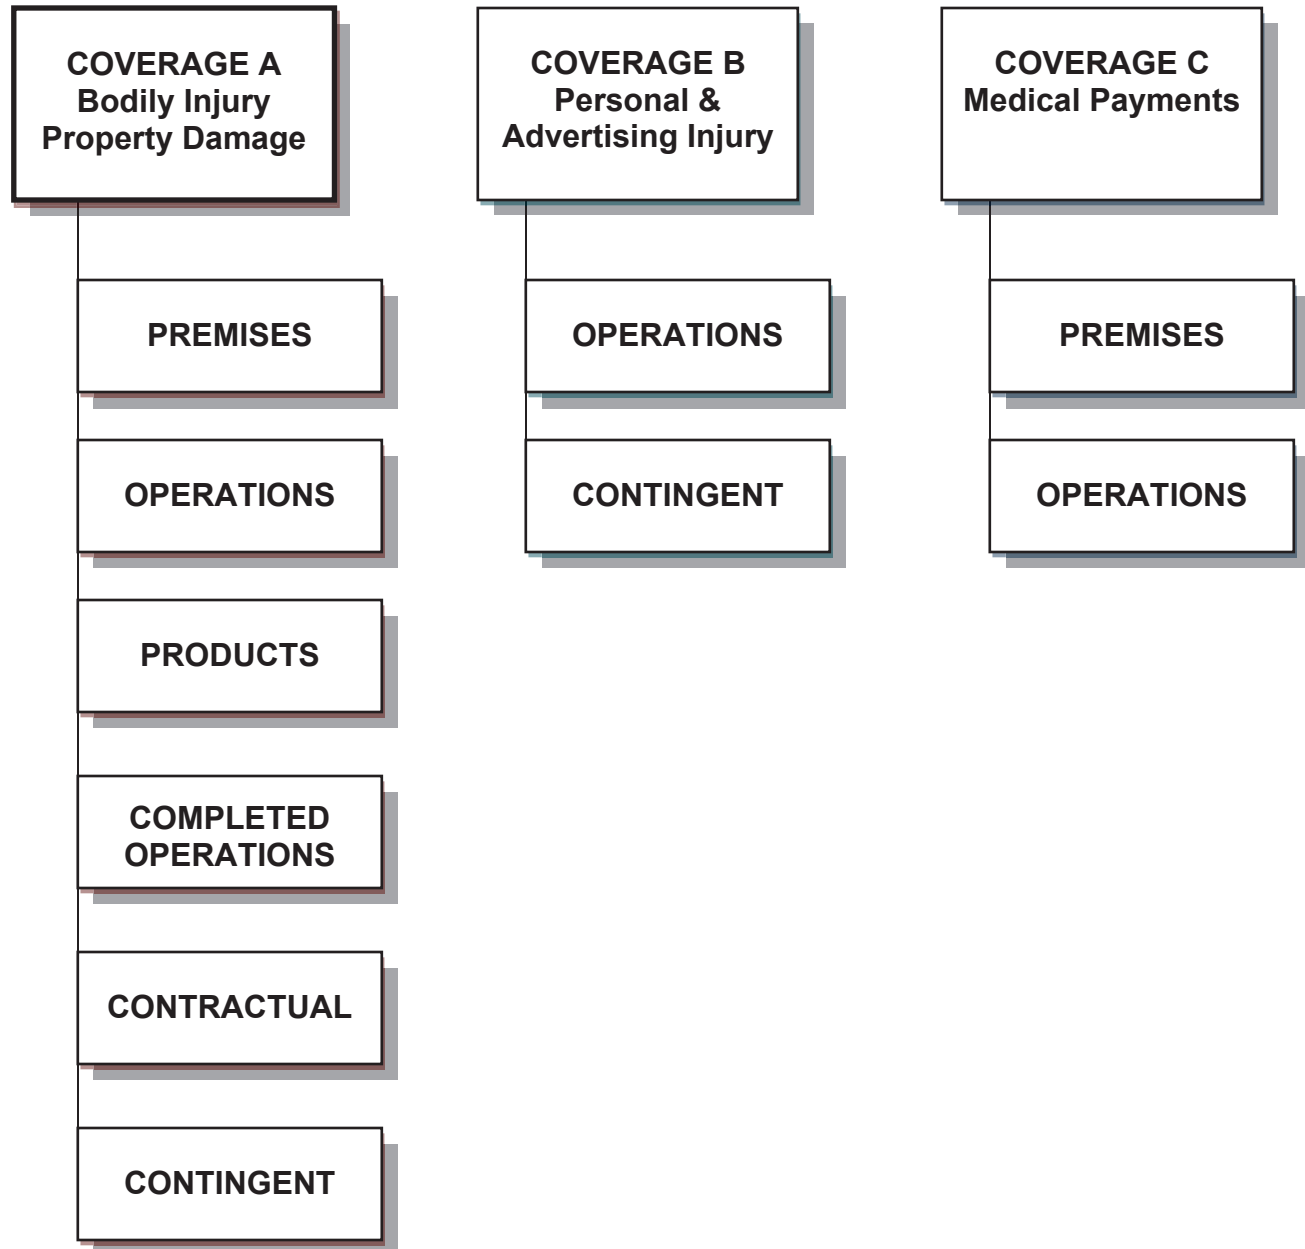 COVERAGE A
Bodily Injury
Property Damage
PREMISES
OPERATIONS
PRODUCTS
COMPLETED
OPERATIONS
CONTRACTUAL
CONTINGENT
COVERAGE B
Personal &
Advertising Injury
OPERATIONS
CONTINGENT
COVERAGE C
Medical Payments
PREMISES
OPERATIONS